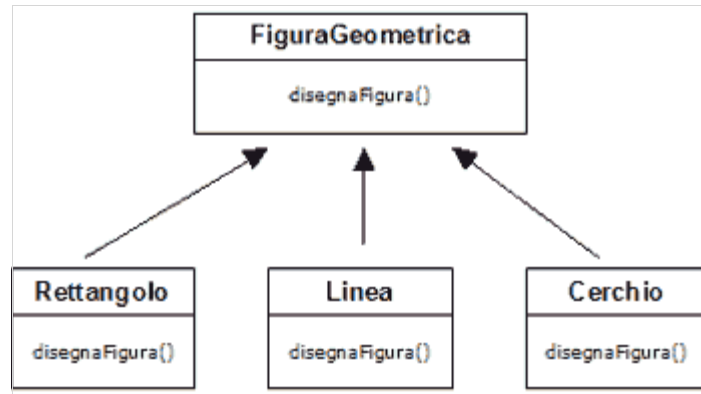 FiguraGeometrica
disegnaFigura()
Rettangolo
disegnaFigura()
Linea
disegnaFigura()
Cerchio
disegnaFigura()